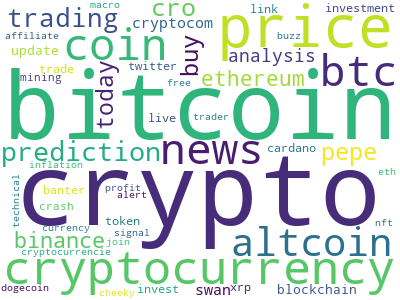 macro
trading cro link investment
affiliate cryptocom buzz
update coin buy price
trade twitter analysis
mining today ethereum btc
free
bitcoin
live trader
prediction news cardano pepe
inflation eth
technical crypto
banter profit alert
crash
token nft
currency signal altcoin
binance join
cryptocurrencie
cryptocurrency
dogecoin invest swan xrp blockchain
cheeky